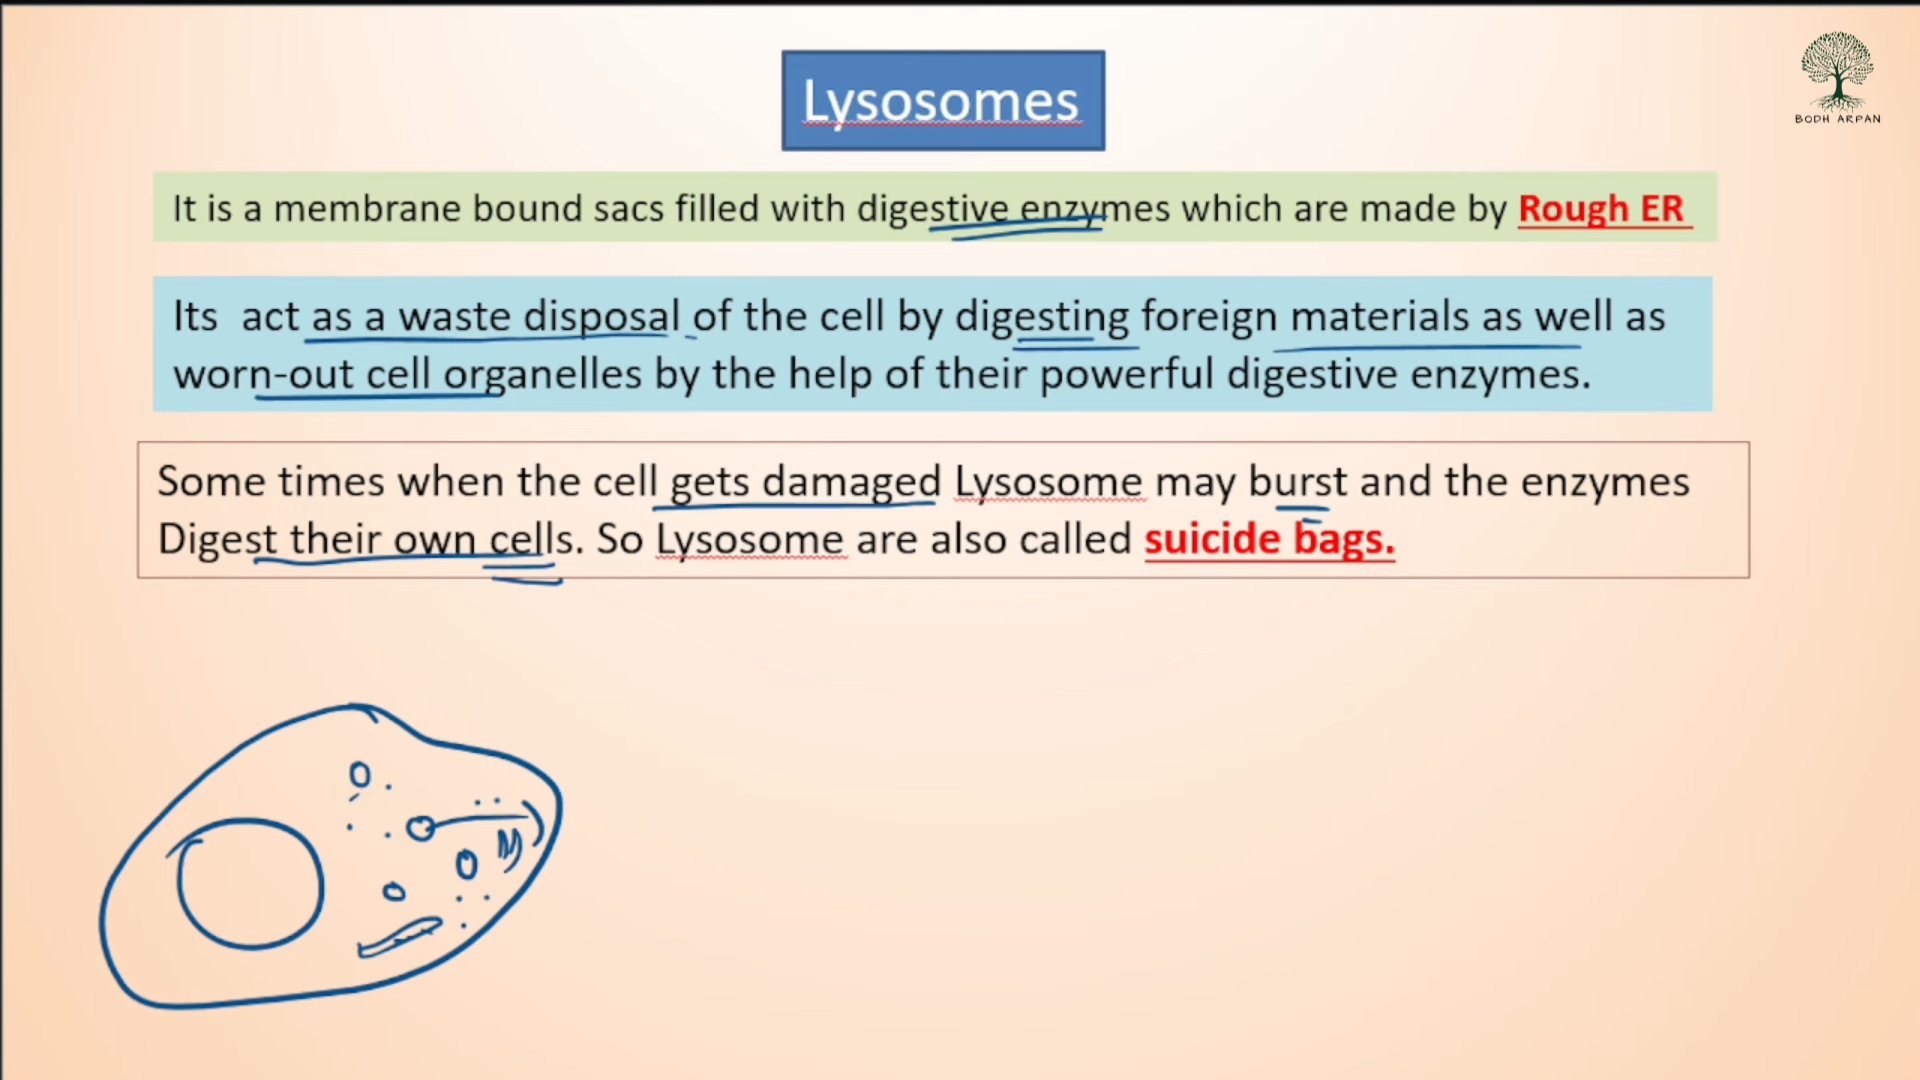 Lysosomes
BODH ARPAN
It is a membrane bound sacs filled with digestive enzymes which are made by Rough ER
Its act as a waste disposal of the cell by digesting foreign materials as well as
worn-out cell organelles by the help of their powerful digestive enzymes.
Some times when the cell gets damaged Lysosome may burst and the enzymes
Digest their own cells. So Lysosome are also called suicide bags.